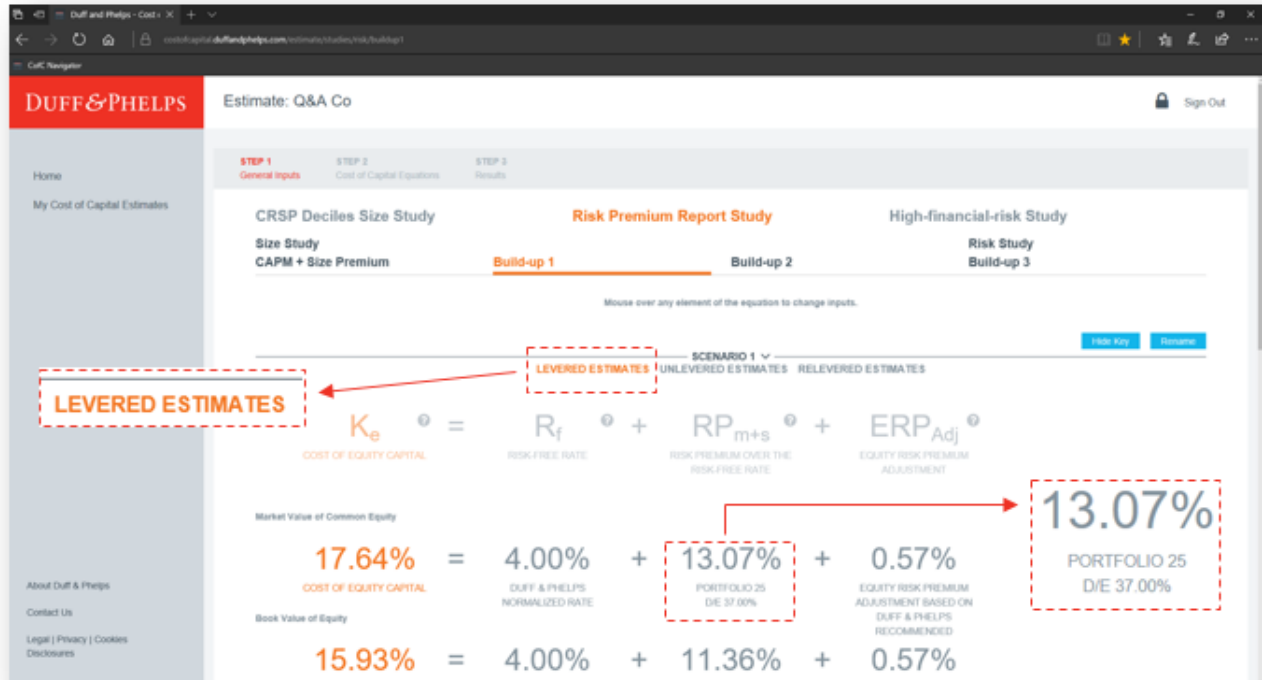 Duff and Phelps - Cost
costofcapital.duffandphelps.com/estimate/studies/risk/buildup1
CofC Navigator
DUFF & PHELPS
Estimate: Q&A Co
Sign Out
Home
My Cost of Capital Estimates
STEP 1
General Inputs
STEP 2
Cost of Capital Equations
STEP 3
Results
CRSP Deciles Size Study
Risk Premium Report Study
High-financial-risk Study
Size Study
Risk Study
CAPM + Size Premium
Build-up 1
Build-up 2
Build-up 3
Mouse over any element of the equation to change inputs.
Hide Key
Rename
SCENARIO 1
LEVERED ESTIMATES
UNLEVERED ESTIMATES
RELEVERED ESTIMATES
LEVERED ESTIMATES
Ke = Rf + RPm+s + ERPAdj
COST OF EQUITY CAPITAL
RISK-FREE RATE
RISK PREMIUM OVER THE
RISK-FREE RATE
EQUITY RISK PREMIUM
ADJUSTMENT
Market Value of Common Equity
17.64% = 4.00% + 13.07% + 0.57%
COST OF EQUITY CAPITAL
DUFF & PHELPS
NORMALIZED RATE
PORTFOLIO 25
D/E 37.00%
EQUITY RISK PREMIUM
ADJUSTMENT BASED ON
DUFF & PHELPS
RECOMMENDED
13.07%
PORTFOLIO 25
D/E 37.00%
Book Value of Equity
15.93% = 4.00% + 11.36% + 0.57%
About Duff & Phelps
Contact Us
Legal | Privacy | Cookies
Disclosures